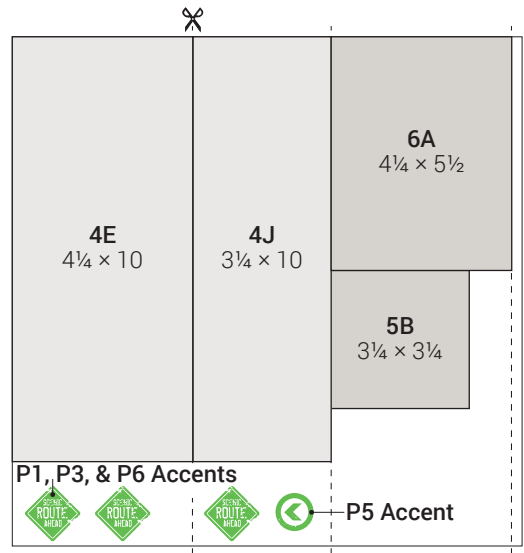 4E
4¼ × 10
4J
3¼ × 10
6A
4¼ × 5½
5B
3¼ × 3¼
P1, P3, & P6 Accents
SCENIC
ROUTE
AHEAD
SCENIC
ROUTE
AHEAD
SCENIC
ROUTE
AHEAD
P5 Accent